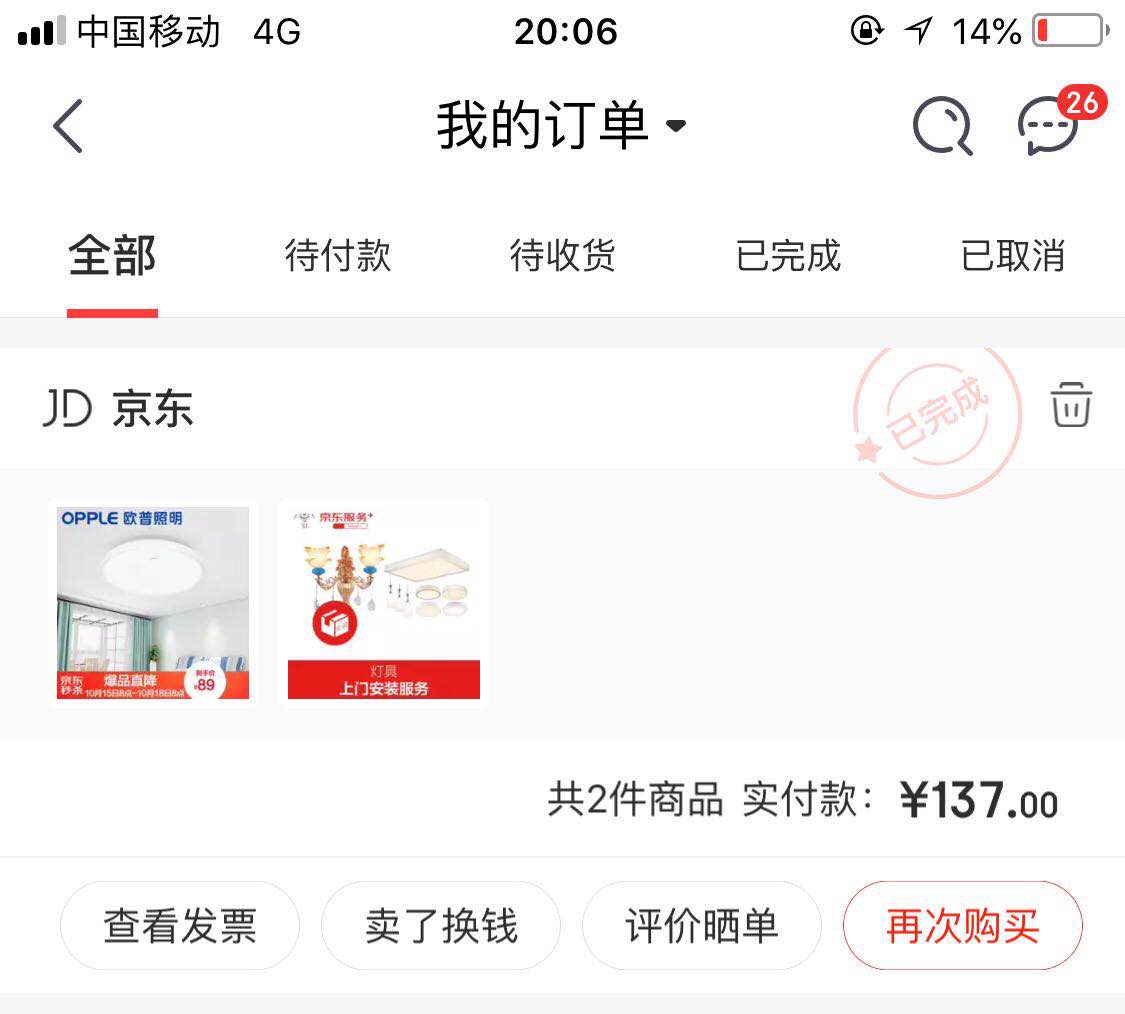 中国移动 4G 20:06 14%
我的订单
26
全部 待付款 待收货 已完成 已取消
JD 京东
已完成
OPPLE 欧普照明
京东
秒杀
爆品直降
10月15日8点-10月18日8点
到手价
¥89
京东服务+
灯具
上门安装服务
共2件商品 实付款: ¥137.00
查看发票 卖了换钱 评价晒单 再次购买